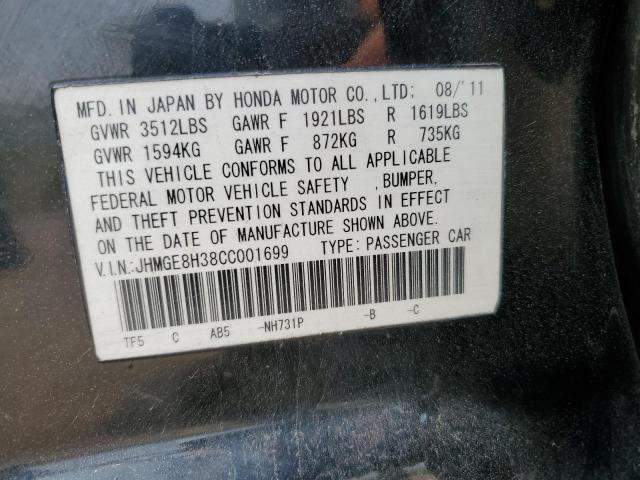 MFD. IN JAPAN BY HONDA MOTOR CO.,LTD: 08/'11
GVWR 3512LBS GAWR F 1921LBS R 1619LBS
GVWR 1594KG GAWR F 872KG R 735KG
THIS VEHICLE CONFORMS TO ALL APPLICABLE
FEDERAL MOTOR VEHICLE SAFETY ,BUMPER,
AND THEFT PREVENTION STANDARDS IN EFFECT
ON THE DATE OF MANUFACTURE SHOWN ABOVE.
V.I.N.:JHMGE8H38CC001699 TYPE: PASSENGER CAR
TF5 C AB5 -NH731P -B -C